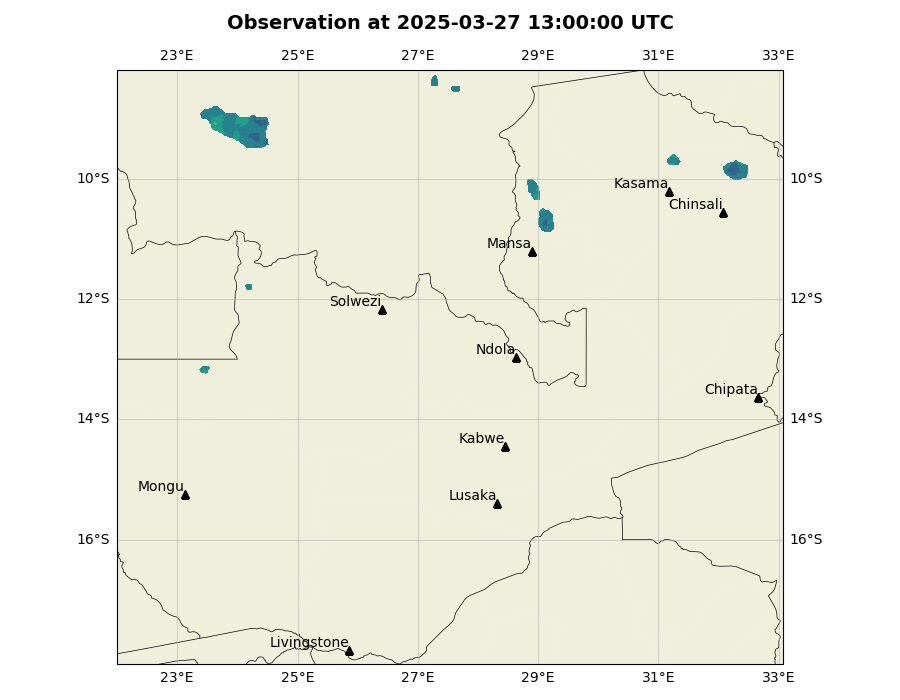 Observation at 2025-03-27 13:00:00 UTC
23°E 25°E 27°E 29°E 31°E 33°E
10°S 10°S
Kasama
Chinsali
Mansa
12°S 12°S
Solwezi
Ndola
Chipata
14°S 14°S
Kabwe
Mongu
Lusaka
16°S 16°S
Livingstone
23°E 25°E 27°E 29°E 31°E 33°E